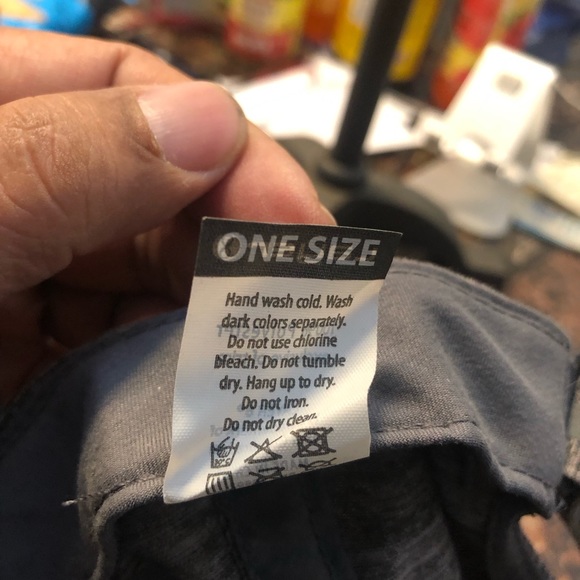 ONE SIZE
Hand wash cold. Wash
dark colors separately.
Do not use chlorine
bleach. Do not tumble
dry. Hang up to dry.
Do not iron.
Do not dry clean.